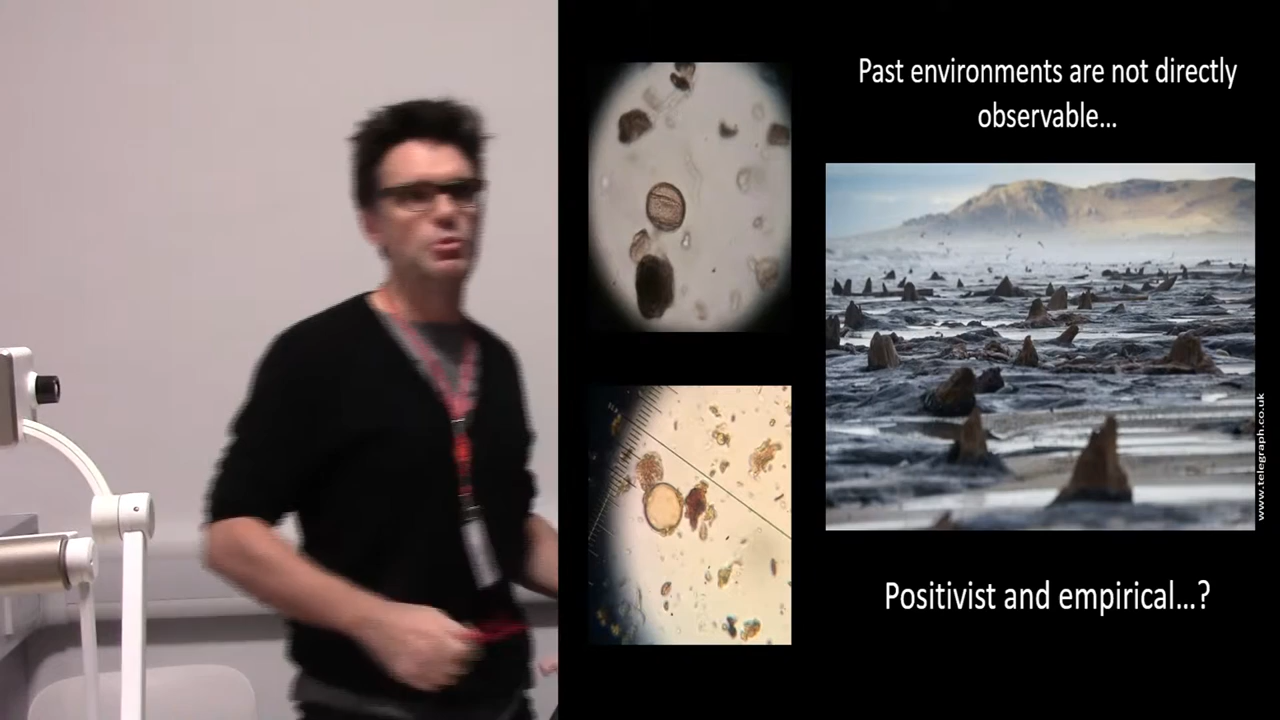 Past environments are not directly
observable...
www.telegraph.co.uk
Positivist and empirical...?